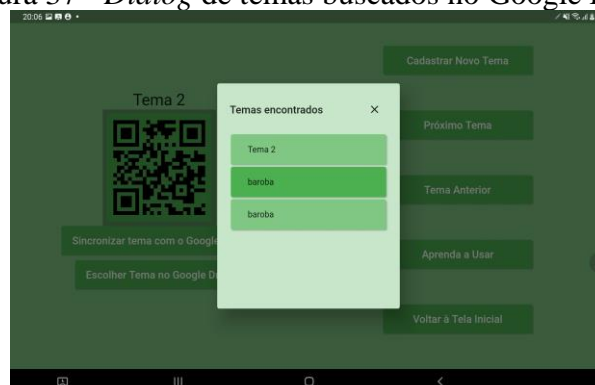 Dialog de temas buscados no Google
20:06
Cadastrar Novo Tema
Tema 2
Temas encontrados
Próximo Tema
Tema 2
baroba
Tema Anterior
baroba
Sincronizar tema com o Google
Aprenda a Usar
Escolher Tema no Google
Voltar à Tela Inicial